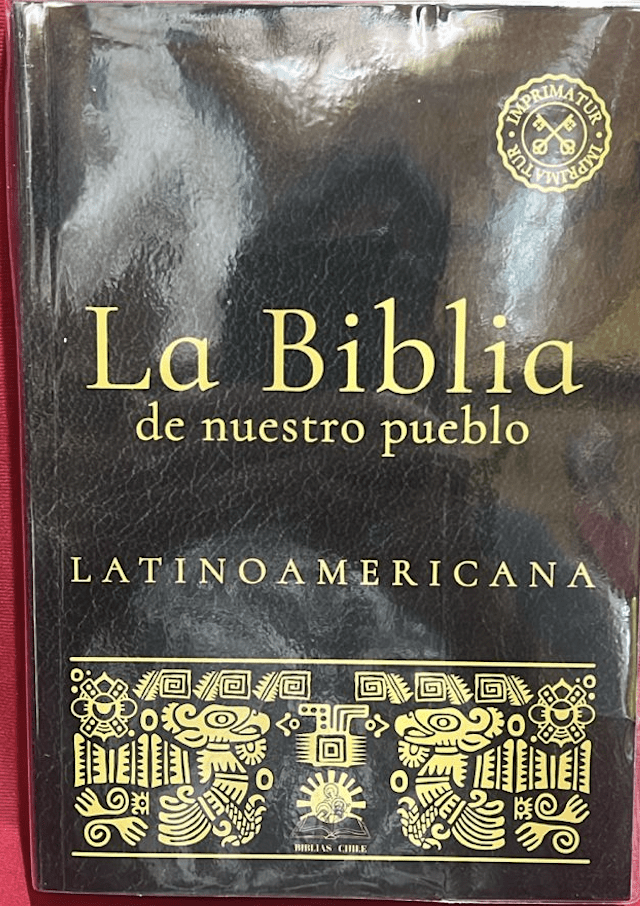 IMPRIMATUR · IMPRIMATUR ·
La Biblia
de nuestro pueblo
LATINOAMERICANA
BIBLIAS CHILE